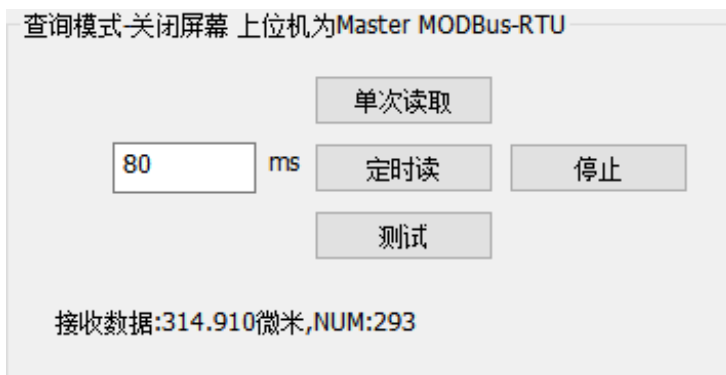 查询模式-关闭屏幕 上位机为Master MODBus-RTU
单次读取
80 ms 定时读 停止
测试
接收数据:314.910微米,NUM:293